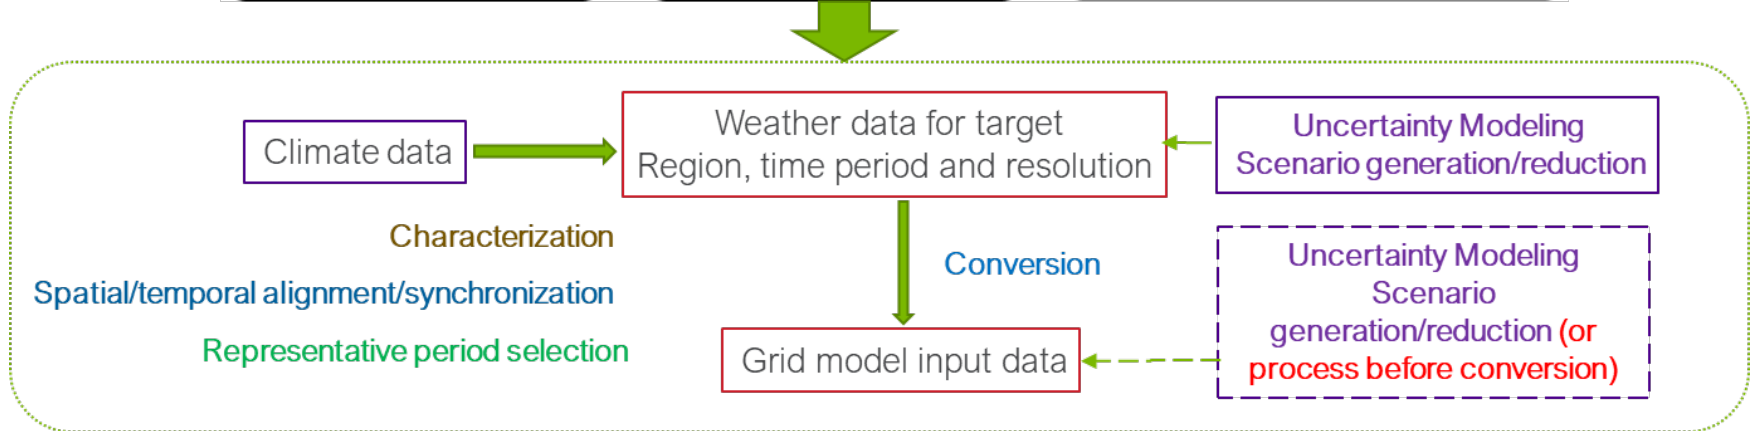 Climate data
Weather data for target
Region, time period and resolution
Uncertainty Modeling
Scenario generation/reduction
Characterization
Spatial/temporal alignment/synchronization
Representative period selection
Conversion
Grid model input data
Uncertainty Modeling
Scenario
generation/reduction (or
process before conversion)